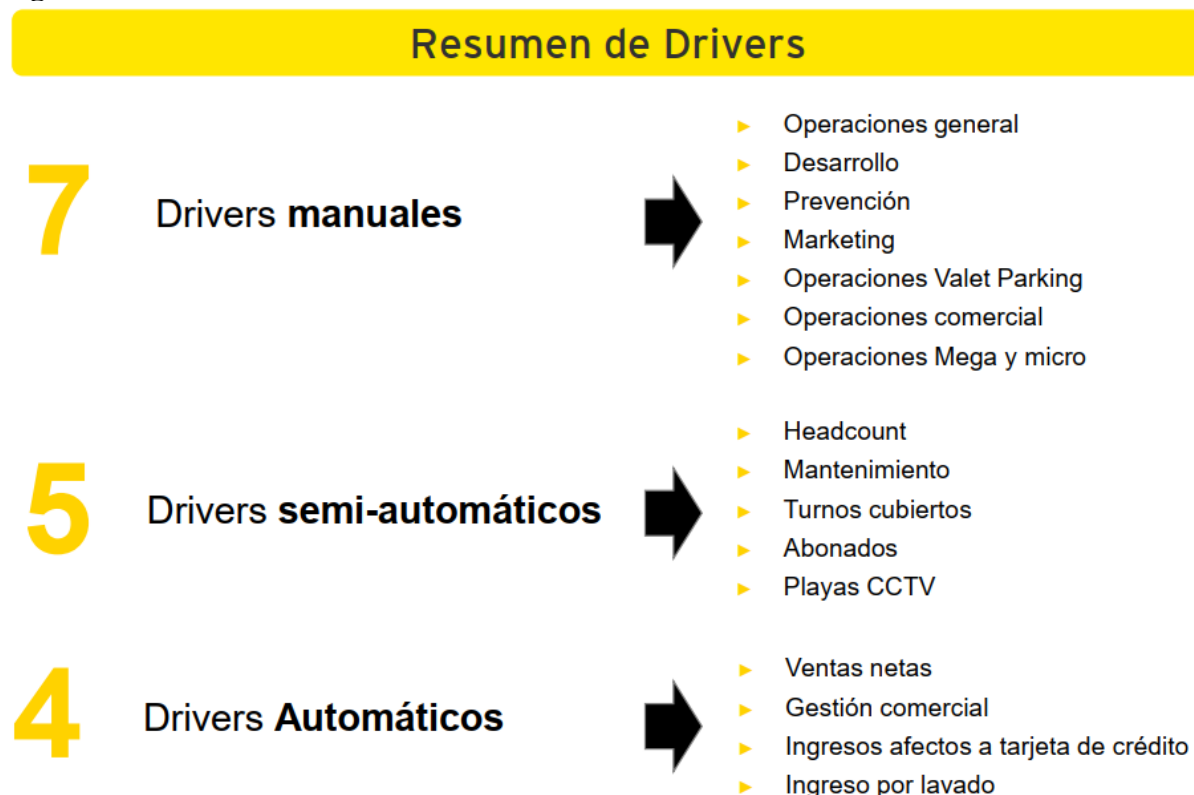 Resumen de Drivers
7
Drivers manuales
► Operaciones general
► Desarrollo
► Prevención
► Marketing
► Operaciones Valet Parking
► Operaciones comercial
► Operaciones Mega y micro
5
Drivers semi-automáticos
► Headcount
► Mantenimiento
► Turnos cubiertos
► Abonados
► Playas CCTV
4
Drivers Automáticos
► Ventas netas
► Gestión comercial
► Ingresos afectos a tarjeta de crédito
► Ingreso por lavado